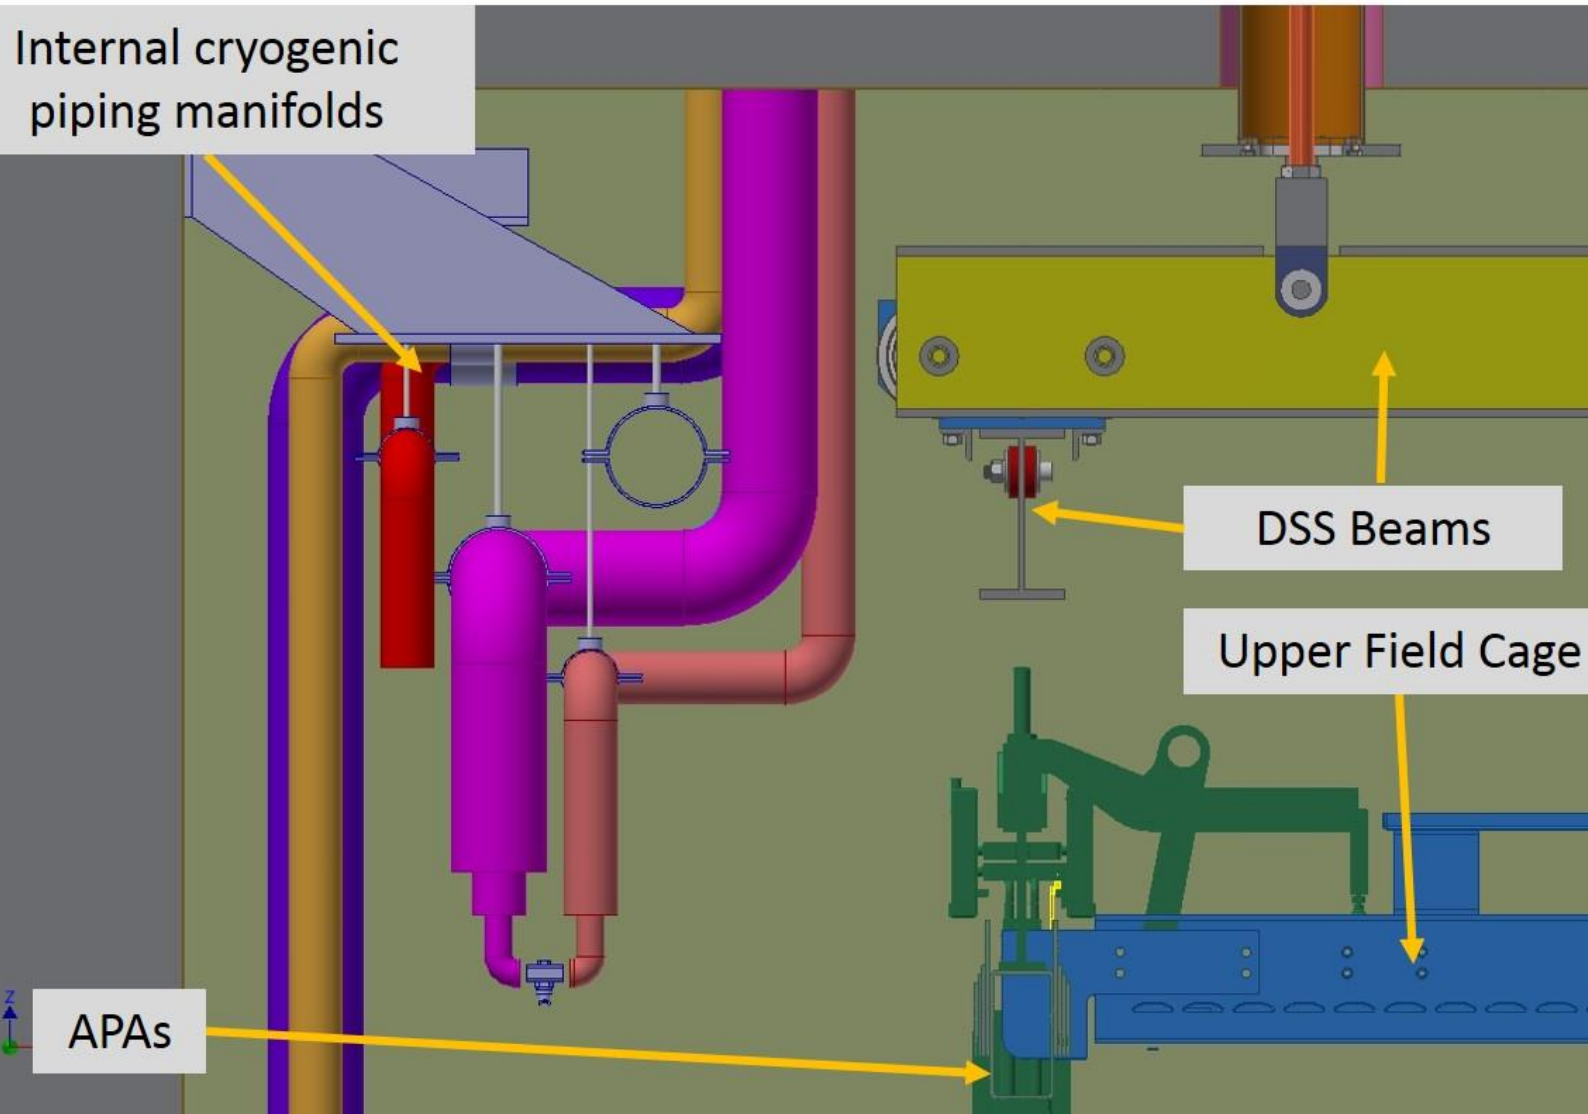 Internal cryogenic
piping manifolds
DSS Beams
Upper Field Cage
APAs
Z